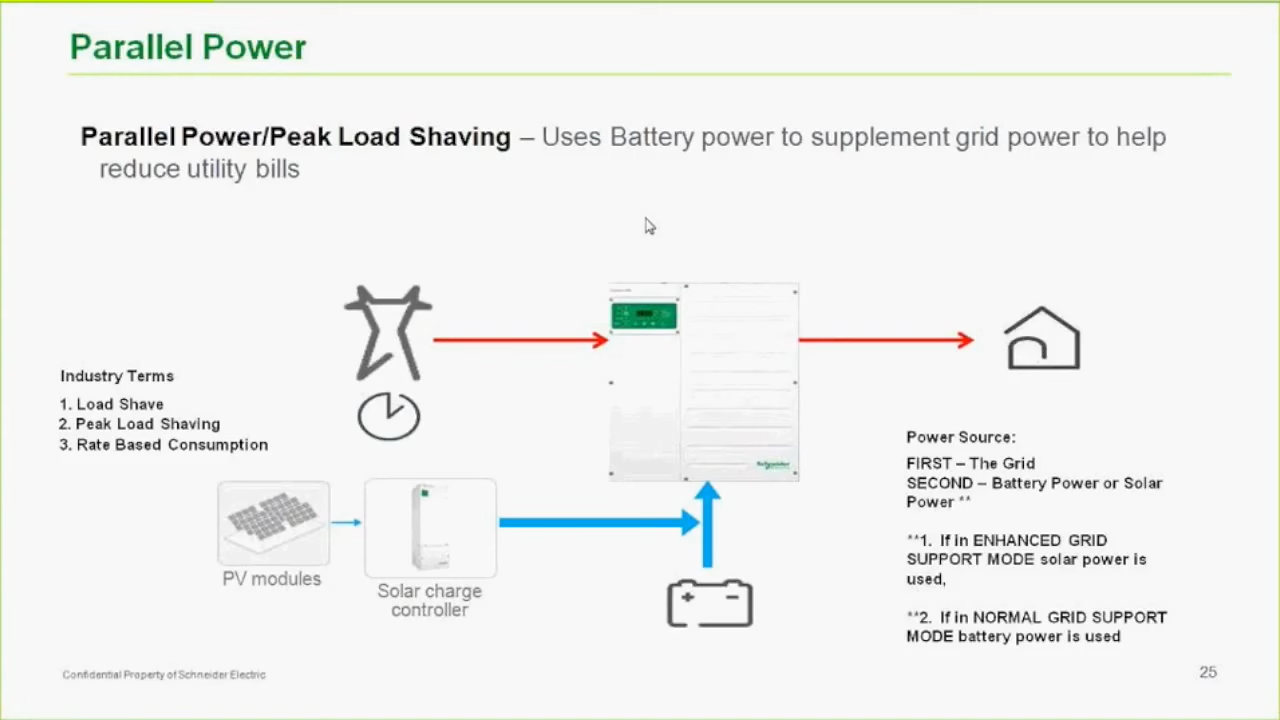 Parallel Power
Parallel Power/Peak Load Shaving – Uses Battery power to supplement grid power to help
reduce utility bills
Industry Terms
1. Load Shave
2. Peak Load Shaving
3. Rate Based Consumption
Schneider
PV modules
Solar charge
controller
+ –
Power Source:
FIRST – The Grid
SECOND – Battery Power or Solar
Power **
**1. If in ENHANCED GRID
SUPPORT MODE solar power is
used,
**2. If in NORMAL GRID SUPPORT
MODE battery power is used
Confidential Property of Schneider Electric
25